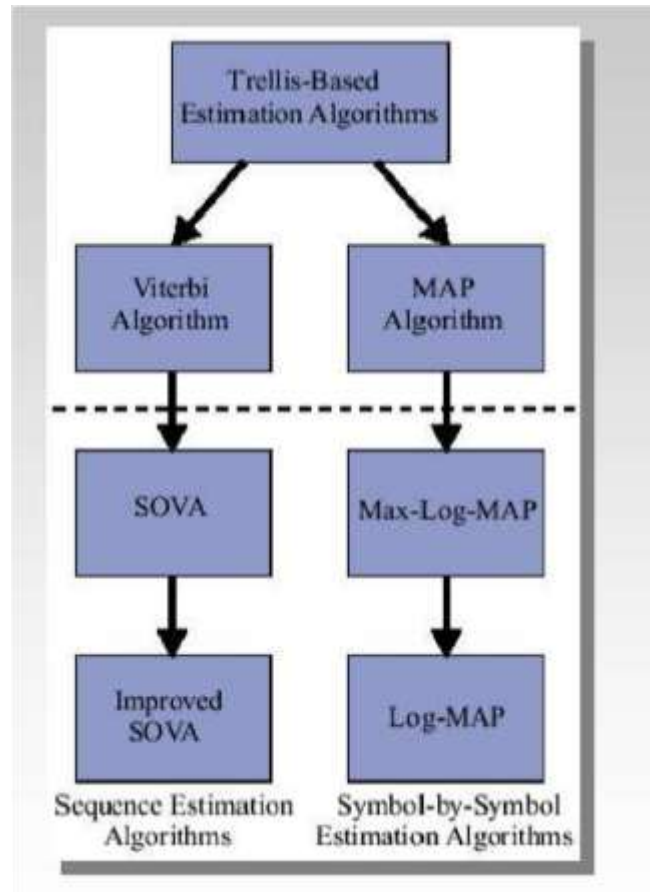 Trellis-Based
Estimation Algorithms
Viterbi
Algorithm
MAP
Algorithm
SOVA
Max-Log-MAP
Improved
SOVA
Log-MAP
Sequence Estimation
Algorithms
Symbol-by-Symbol
Estimation Algorithms